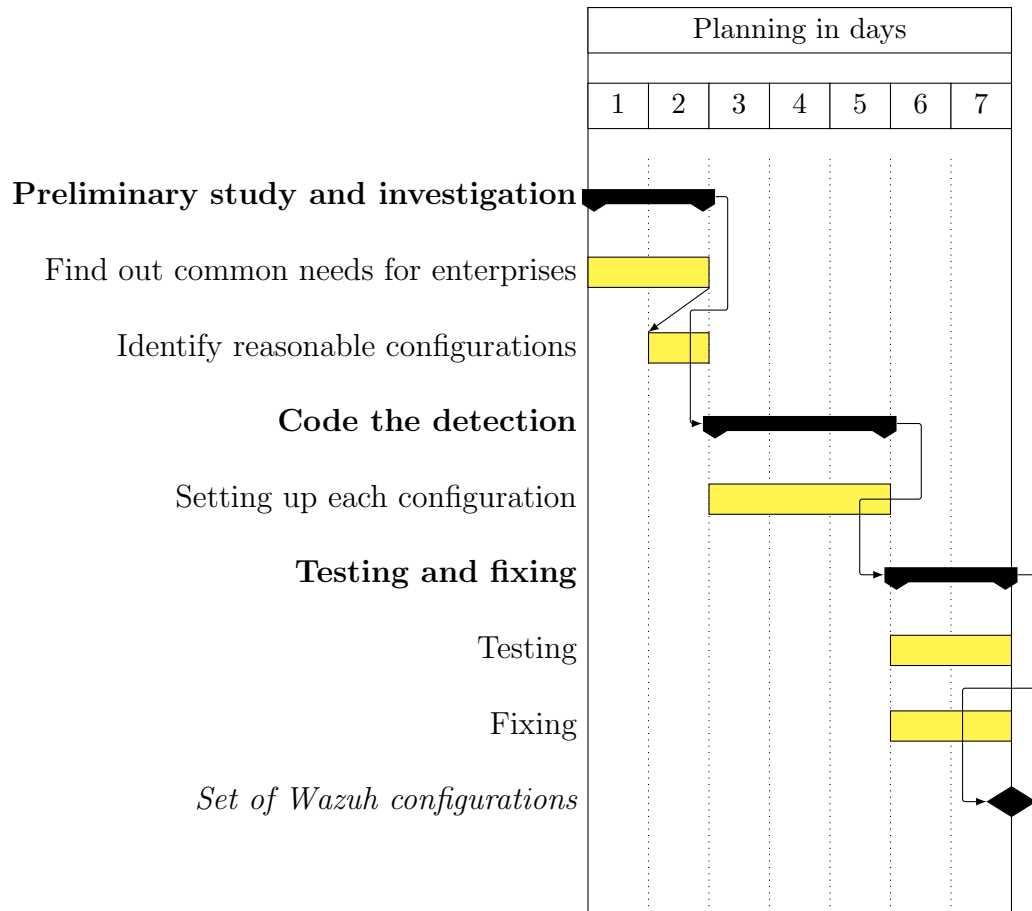 Planning in days
1 2 3 4 5 6 7
Preliminary study and investigation
Find out common needs for enterprises
Identify reasonable configurations
Code the detection
Setting up each configuration
Testing and fixing
Testing
Fixing
Set of Wazuh configurations